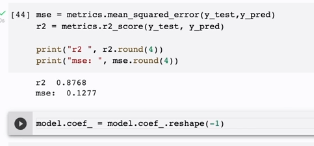 [44] mse = metrics.mean_squared_error(y_test,y_pred)
r2 = metrics.r2_score(y_test, y_pred)
print("r2 ", r2.round(4))
print("mse: ", mse.round(4))
r2  0.8768
mse:  0.1277
model.coef_ = model.coef_.reshape(-1)